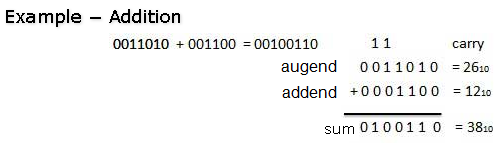 Example – Addition
0011010 + 001100 = 00100110 1 1 carry
augend 0 0 1 1 0 1 0 = 26₁₀
addend +0 0 0 1 1 0 0 = 12₁₀
sum 0 1 0 0 1 1 0 = 38₁₀